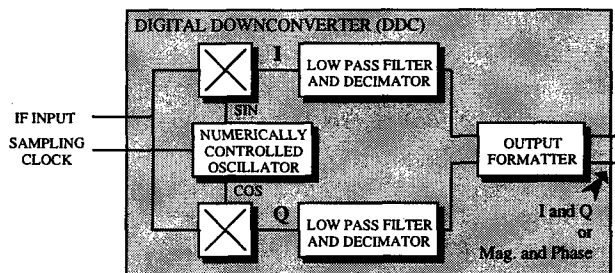 DIGITAL DOWNCONVERTER (DDC)
I
LOW PASS FILTER
AND DECIMATOR
SIN
IF INPUT
SAMPLING
CLOCK
NUMERICALLY
CONTROLLED
OSCILLATOR
OUTPUT
FORMATTER
COS
Q
LOW PASS FILTER
AND DECIMATOR
I and Q
or
Mag. and Phase